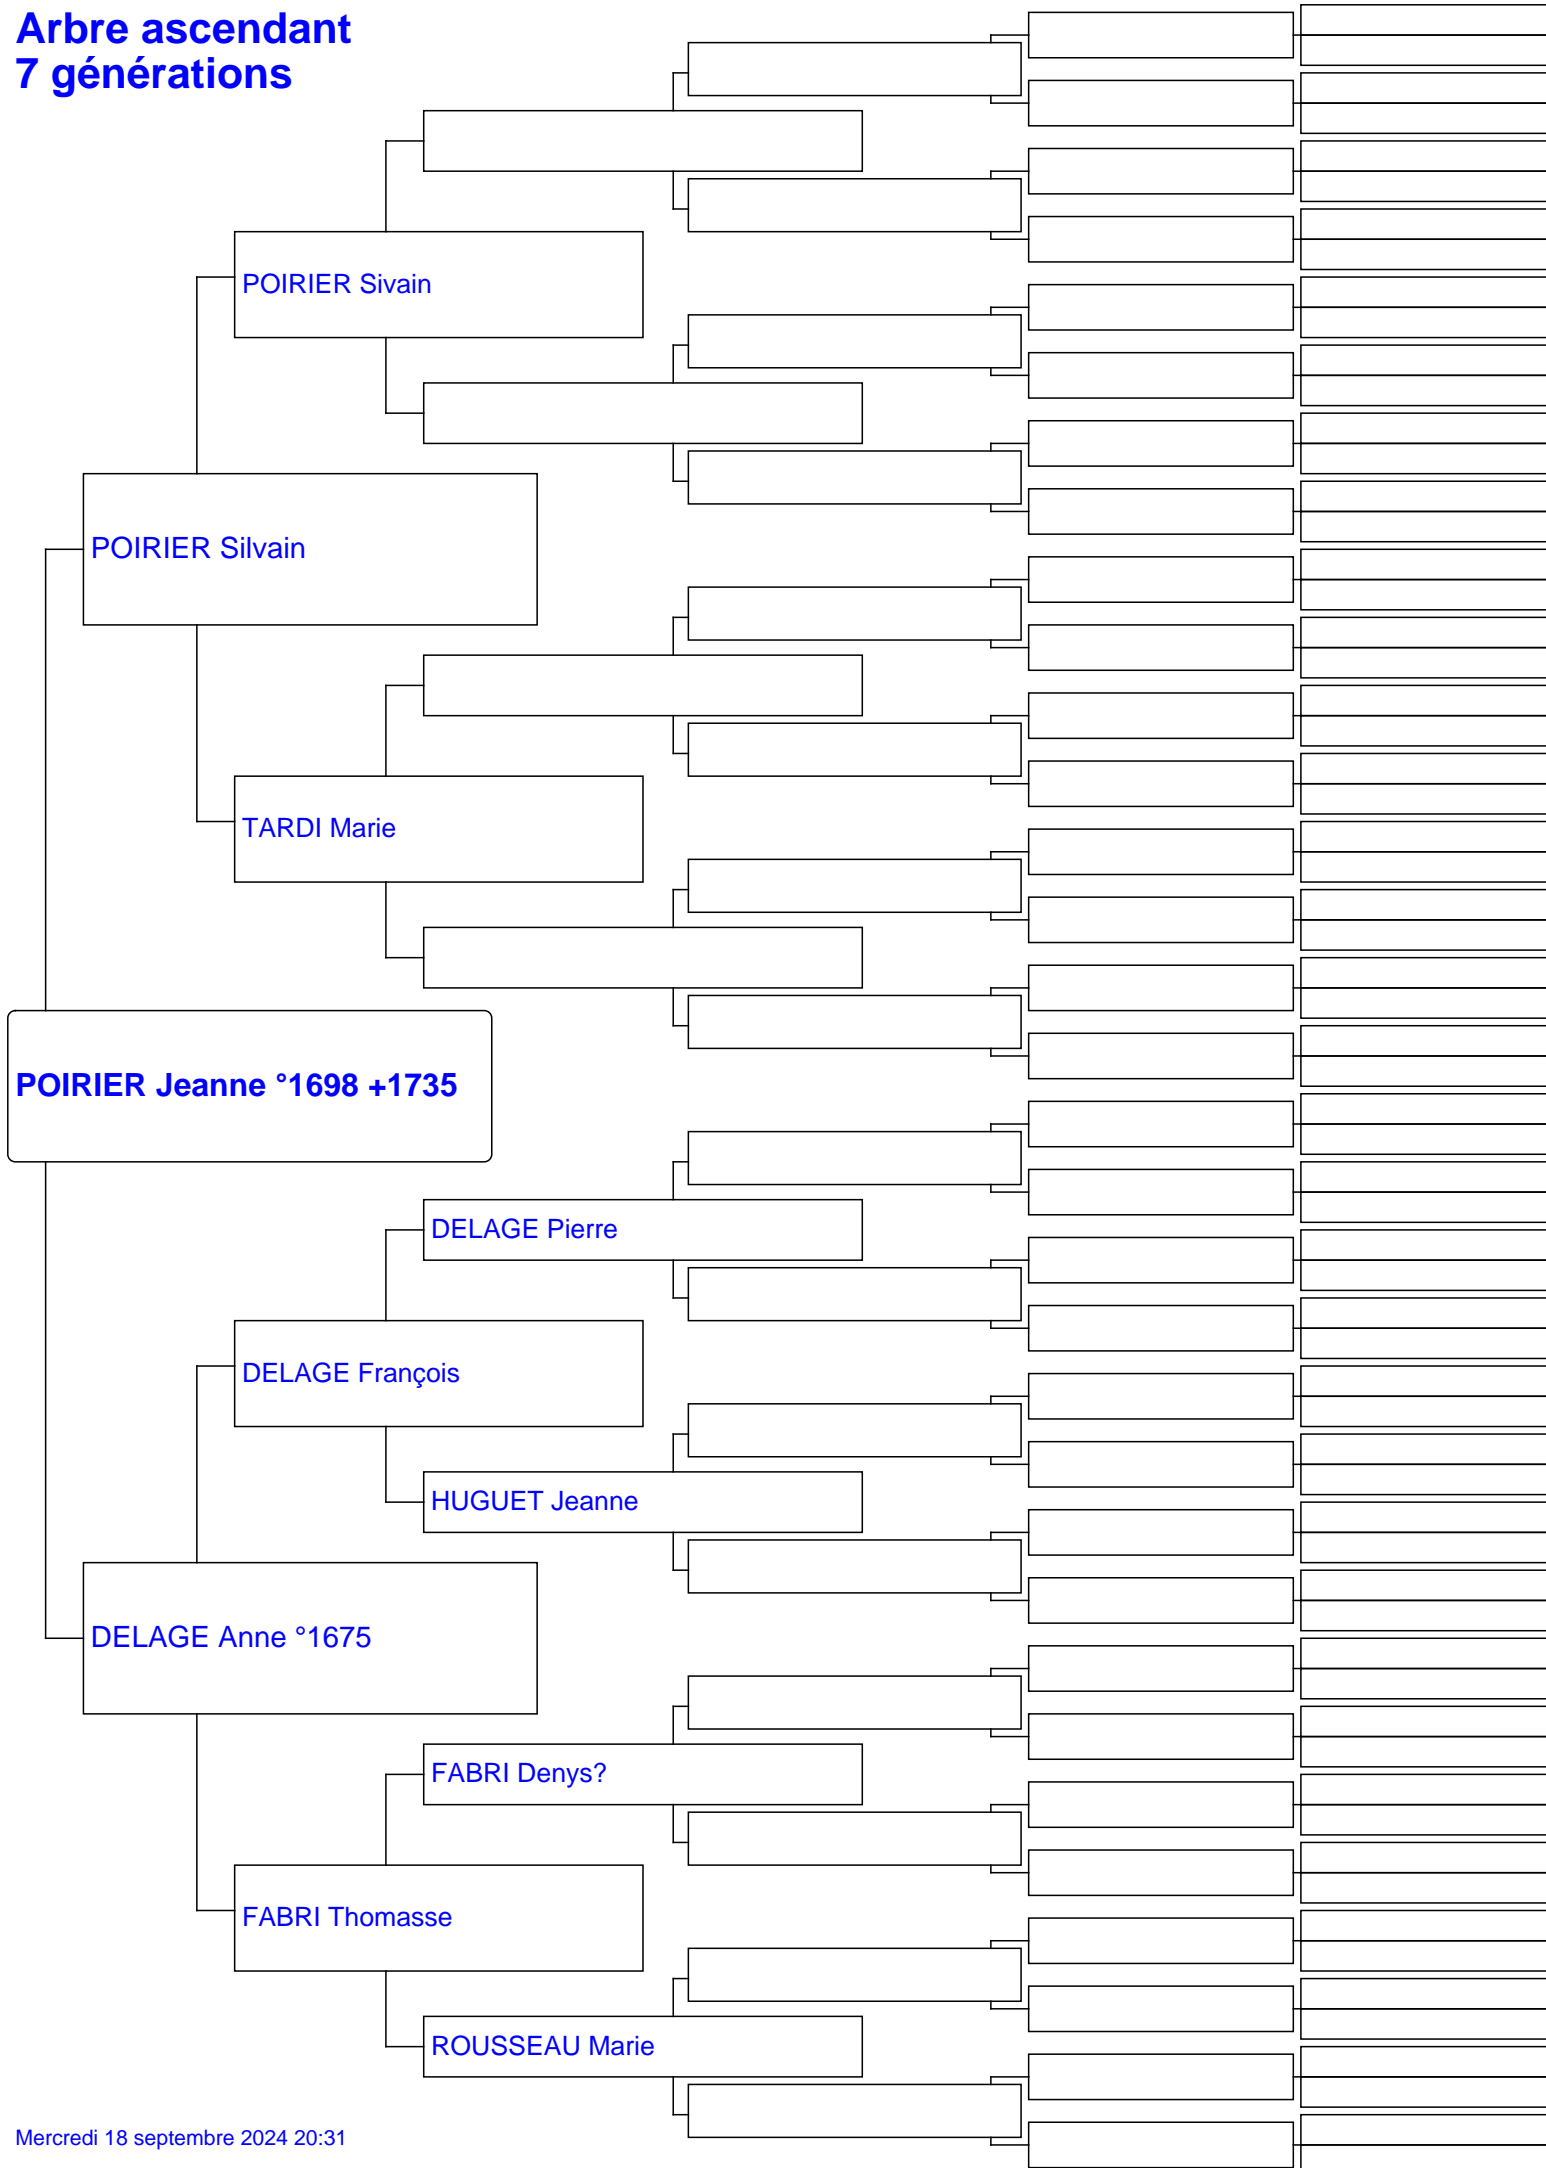 Arbre ascendant
7 générations
POIRIER Sivain
POIRIER Silvain
TARDI Marie
POIRIER Jeanne °1698 +1735
DELAGE Pierre
DELAGE François
HUGUET Jeanne
DELAGE Anne °1675
FABRI Denys?
FABRI Thomasse
ROUSSEAU Marie
Mercredi 18 septembre 2024 20:31